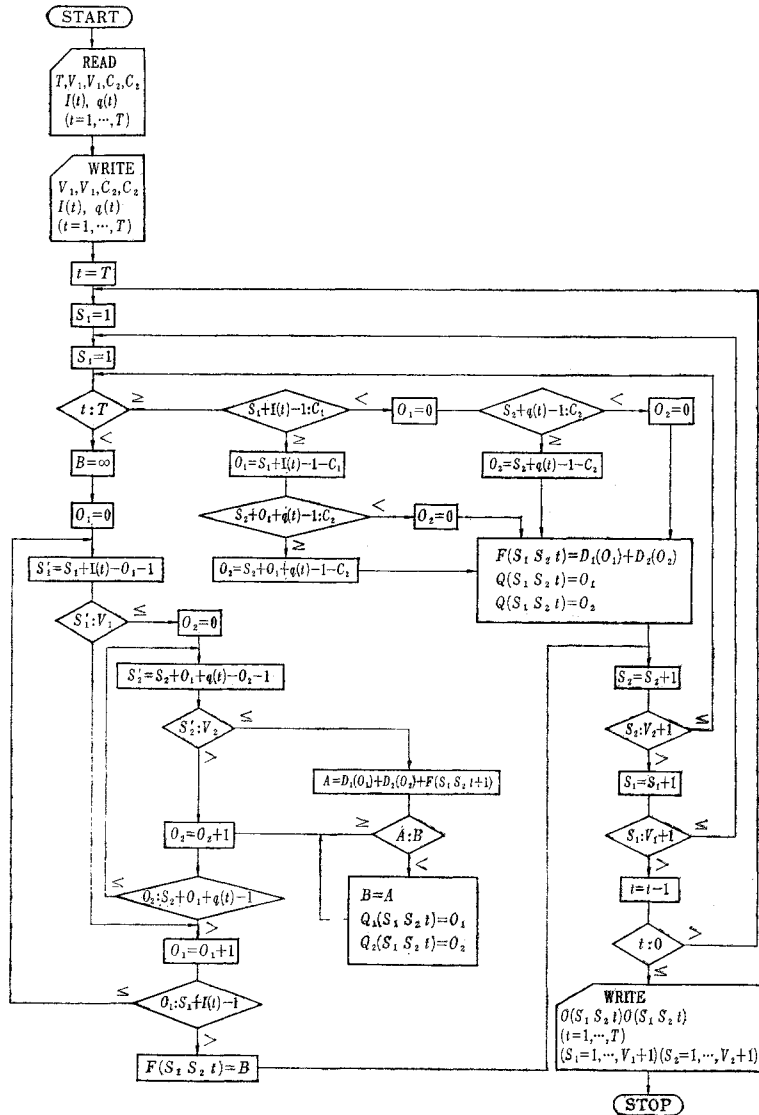 START
READ
T,V₁,V₁,C₂,C₂
I(t), q(t)
(t=1,⋯,T)
WRITE
V₁,V₁,C₂,C₂
I(t), q(t)
(t=1,⋯,T)
t=T
S₁=1
S₁=1
t:T
≥
S₁+I(t)-1:C₁
<
O₁=0
S₂+q(t)-1:C₂
<
O₂=0
<
B=∞
≥
O₁=S₁+I(t)-1-C₁
≥
O₂=S₂+q(t)-1-C₂
O₁=0
S₂+O₁+q(t)-1:C₂
<
O₂=0
≥
O₂=S₂+O₁+q(t)-1-C₂
F(S₁ S₂ t)=D₁(O₁)+D₂(O₂)
Q(S₁ S₂ t)=O₁
Q(S₁ S₂ t)=O₂
S₁'=S₁+I(t)-O₁-1
S₁':V₁
≤
O₂=0
S₂'=S₂+O₁+q(t)-O₂-1
S₂=S₂+1
S₂':V₂
≤
S₂:V₂+1
≤
>
>
A=D₁(O₁)+D₂(O₂)+F(S₁ S₂ t+1)
S₁=S₁+1
O₂=O₂+1
≥
A:B
S₁:V₁+1
≤
<
>
≤
O₂:S₂+O₁+q(t)-1
B=A
Q₁(S₁ S₂ t)=O₁
Q₂(S₁ S₂ t)=O₂
t=t-1
>
O₁=O₁+1
t:0
>
≤
≤
O₁:S₁+I(t)-1
WRITE
O(S₁ S₂ t)O(S₁ S₂ t)
(t=1,⋯,T)
(S₁=1,⋯,V₁+1)(S₂=1,⋯,V₂+1)
>
F(S₁ S₂ t)=B
STOP